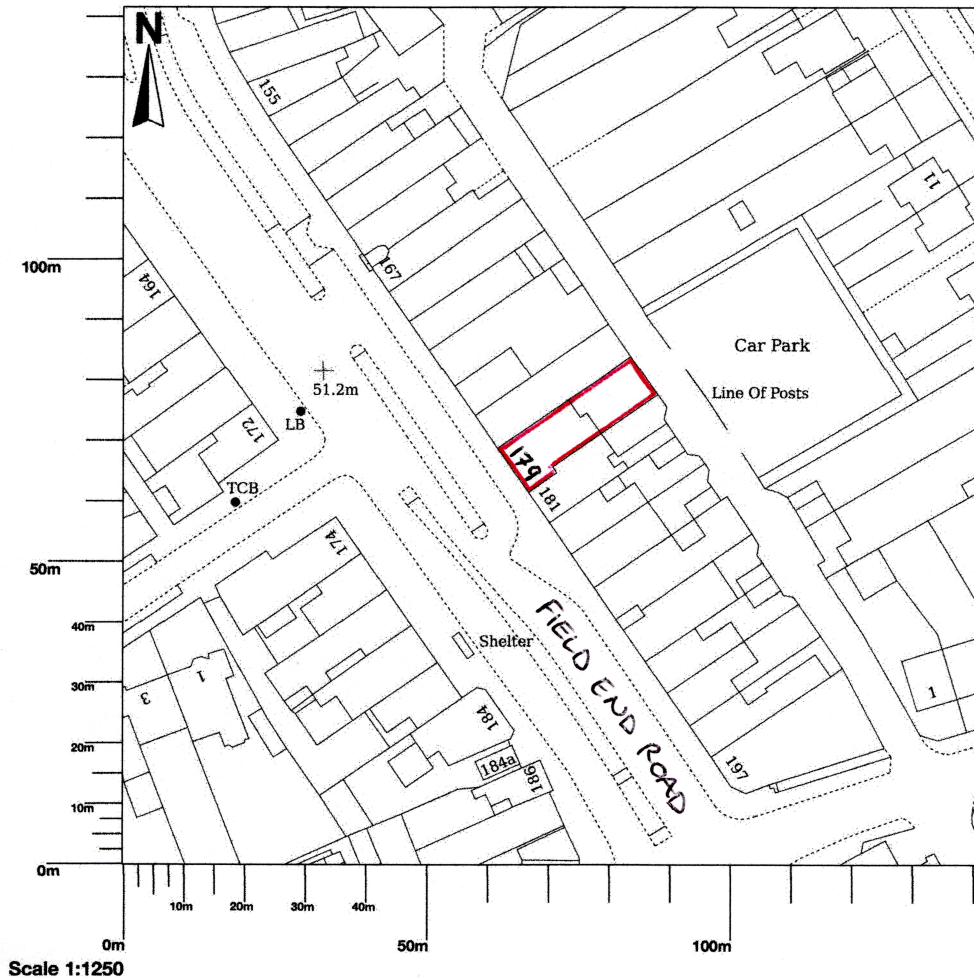 N
155
11
167
100m
164
Car Park
51.2m
Line Of Posts
LB
172
179
TCB
181
174
50m
FIELD END ROAD
40m
Shelter
30m
1
3
1
184
20m
184a
197
186
10m
0m
10m
20m
30m
40m
0m
50m
100m
Scale 1:1250